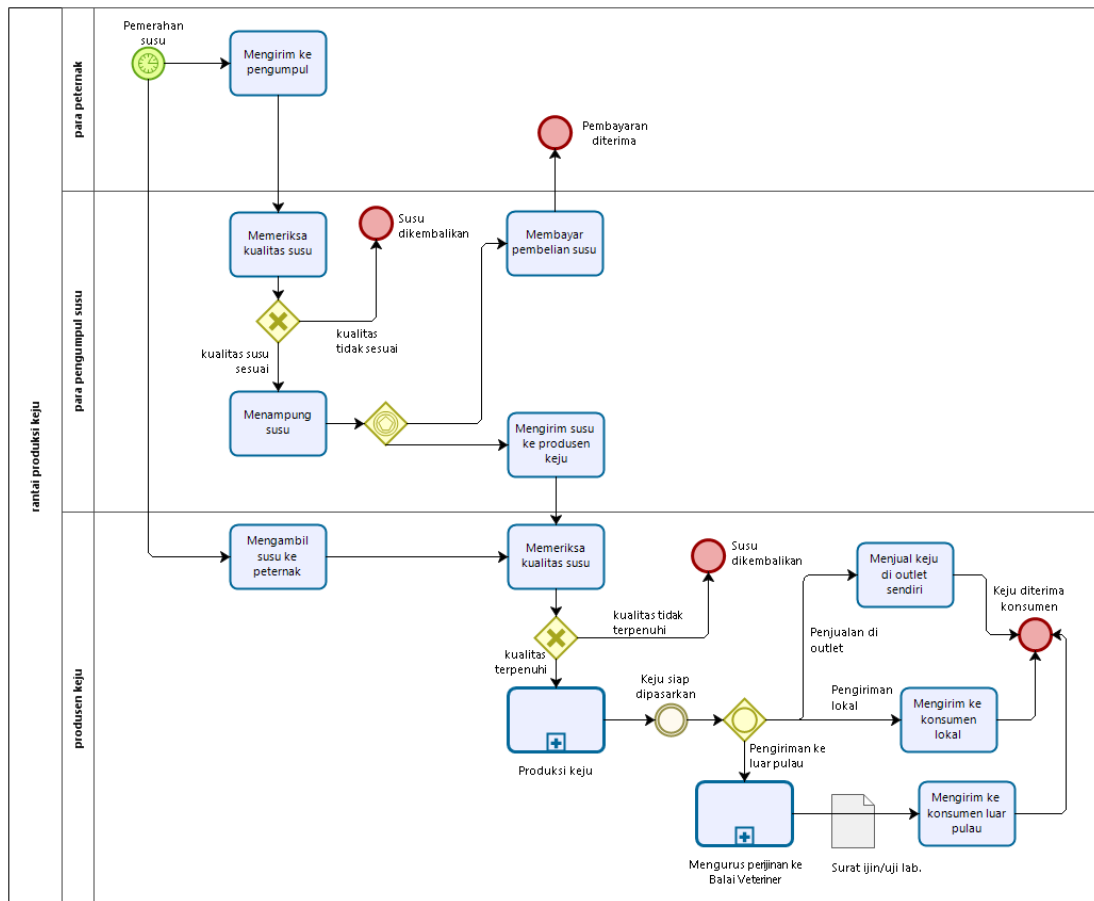 rantai produksi keju
para peternak
Pemerahan
susu
Mengirim ke
pengumpul
Pembayaran
diterima
para pengumpul susu
Memeriksa
kualitas susu
Susu
dikembalikan
Membayar
pembelian susu
kualitas
tidak sesuai
kualitas susu
sesuai
Menampung
susu
Mengirim susu
ke produsen
keju
produsen keju
Mengambil
susu ke
peternak
Memeriksa
kualitas susu
Susu
dikembalikan
Menjual keju
di outlet
sendiri
Keju diterima
konsumen
kualitas tidak
terpenuhi
kualitas
terpenuhi
Penjualan di
outlet
Keju siap
dipasarkan
Pengiriman
lokal
Mengirim ke
konsumen
lokal
Produksi keju
Pengiriman ke
luar pulau
Mengirim ke
konsumen luar
pulau
Mengurus perijinan ke
Balai Veteriner
Surat ijin/uji lab.